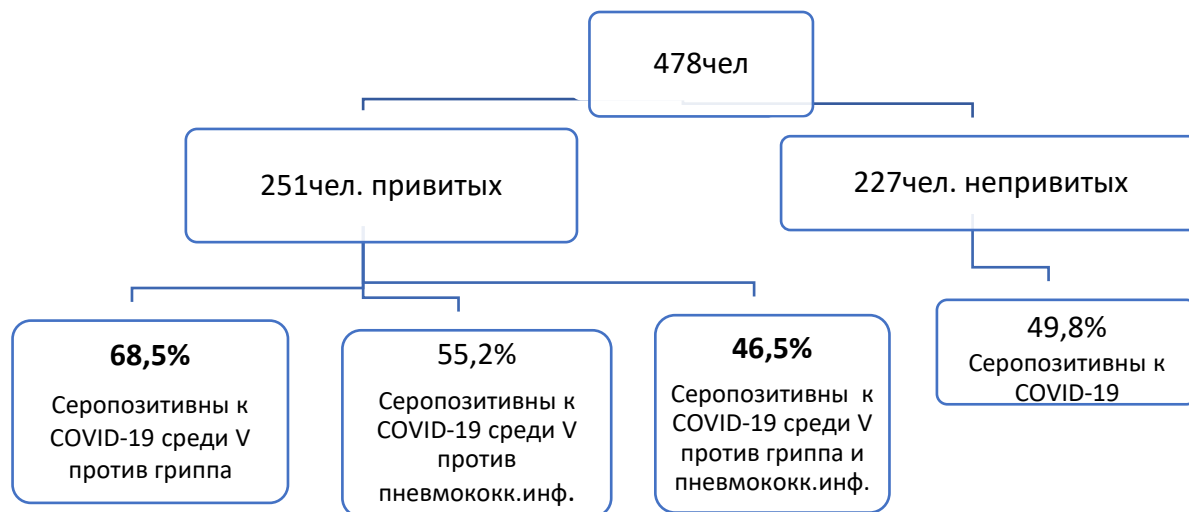 478чел
251чел. привитых
227чел. непривитых
68,5%
Серопозитивны к
COVID-19 среди V
против гриппа
55,2%
Серопозитивны к
COVID-19 среди V
против
пневмококк.инф.
46,5%
Серопозитивны к
COVID-19 среди V
против гриппа и
пневмококк.инф.
49,8%
Серопозитивны к
COVID-19